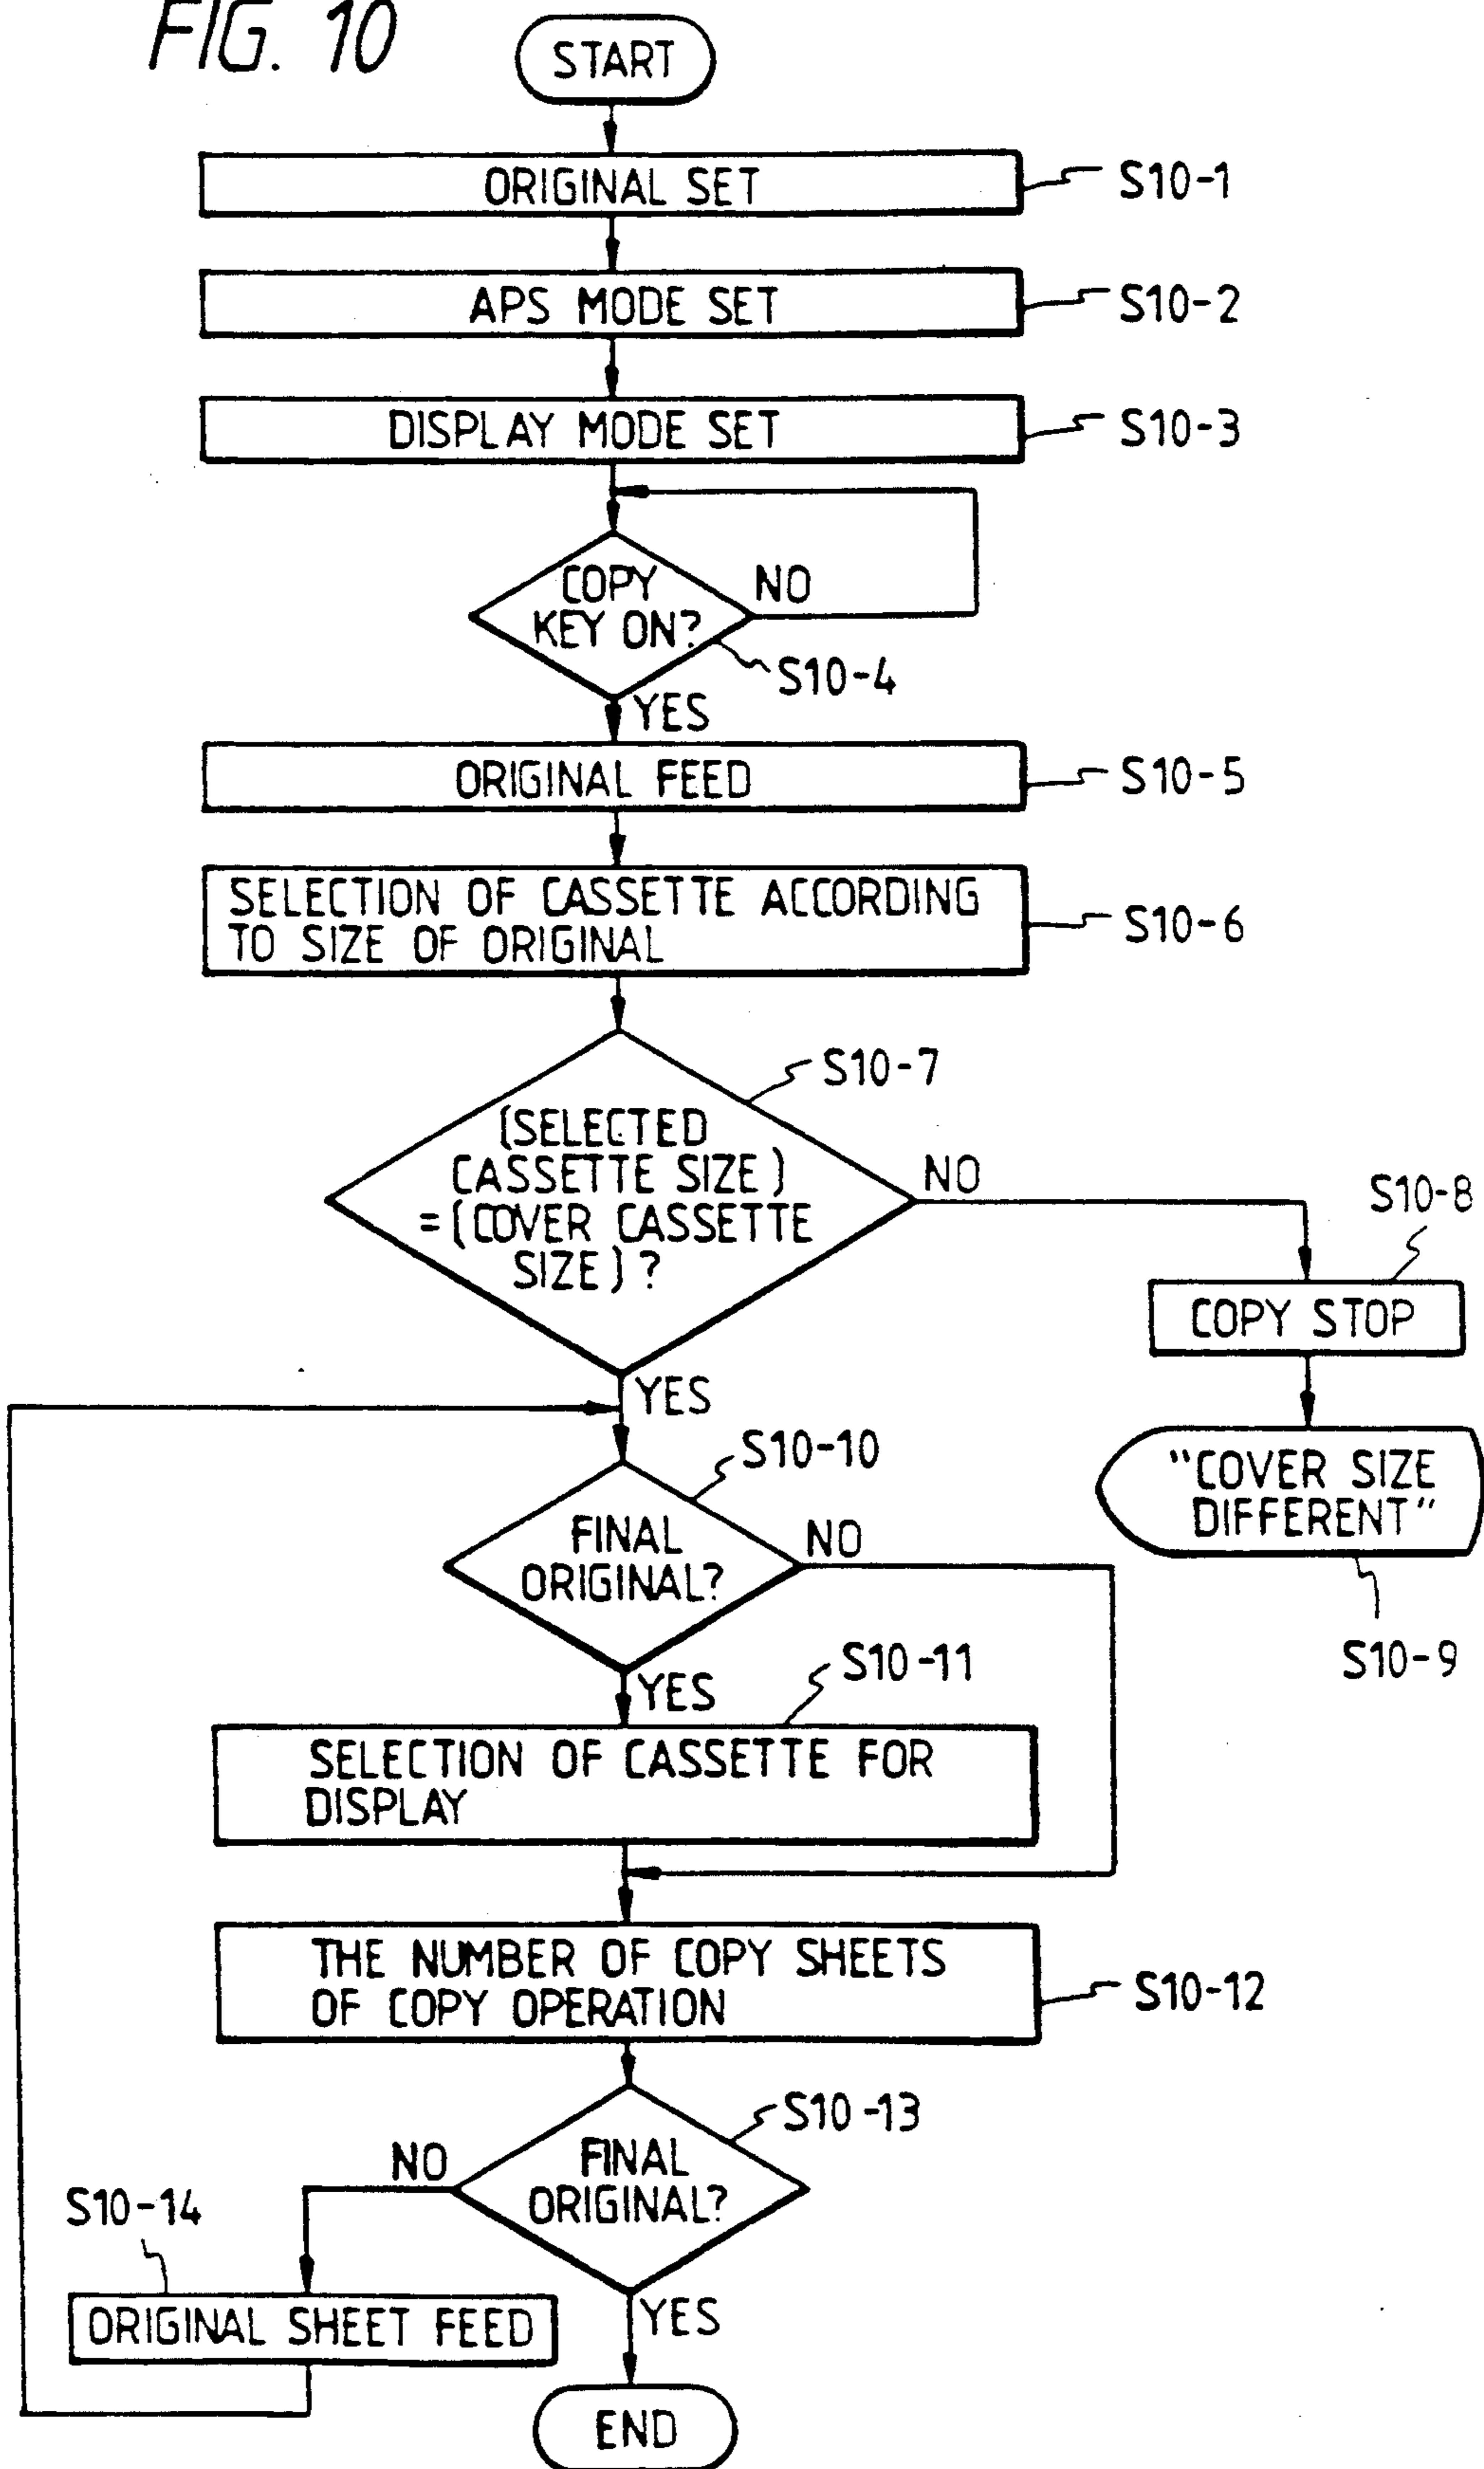 FIG. 10
START
ORIGINAL SET
S10-1
APS MODE SET
S10-2
DISPLAY MODE SET
S10-3
COPY
KEY ON?
NO
S10-4
YES
ORIGINAL FEED
S10-5
SELECTION OF CASSETTE ACCORDING
TO SIZE OF ORIGINAL
S10-6
S10-7
(SELECTED
CASSETTE SIZE)
=(COVER CASSETTE
SIZE)?
NO
S10-8
COPY STOP
YES
"COVER SIZE
DIFFERENT"
S10-9
S10-10
FINAL
ORIGINAL?
NO
YES
S10-11
SELECTION OF CASSETTE FOR
DISPLAY
THE NUMBER OF COPY SHEETS
OF COPY OPERATION
S10-12
S10-13
FINAL
ORIGINAL?
NO
S10-14
ORIGINAL SHEET FEED
YES
END